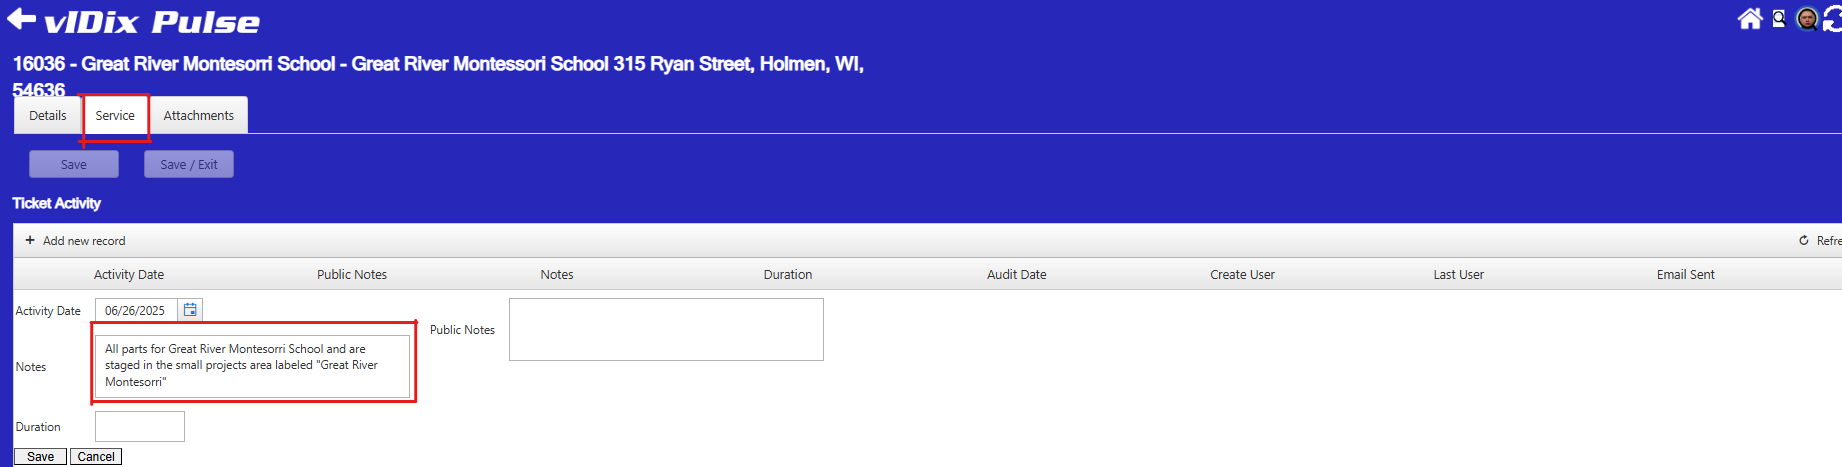 vIDix Pulse
16036 - Great River Montesorri School - Great River Montessori School 315 Ryan Street, Holmen, WI,
54636
Details Service Attachments
Save Save / Exit
Ticket Activity
+ Add new record Refre
Activity Date Public Notes Notes Duration Audit Date Create User Last User Email Sent
Activity Date 06/26/2025
Public Notes
Notes
All parts for Great River Montesorri School and are
staged in the small projects area labeled "Great River
Montesorri"
Duration
Save Cancel